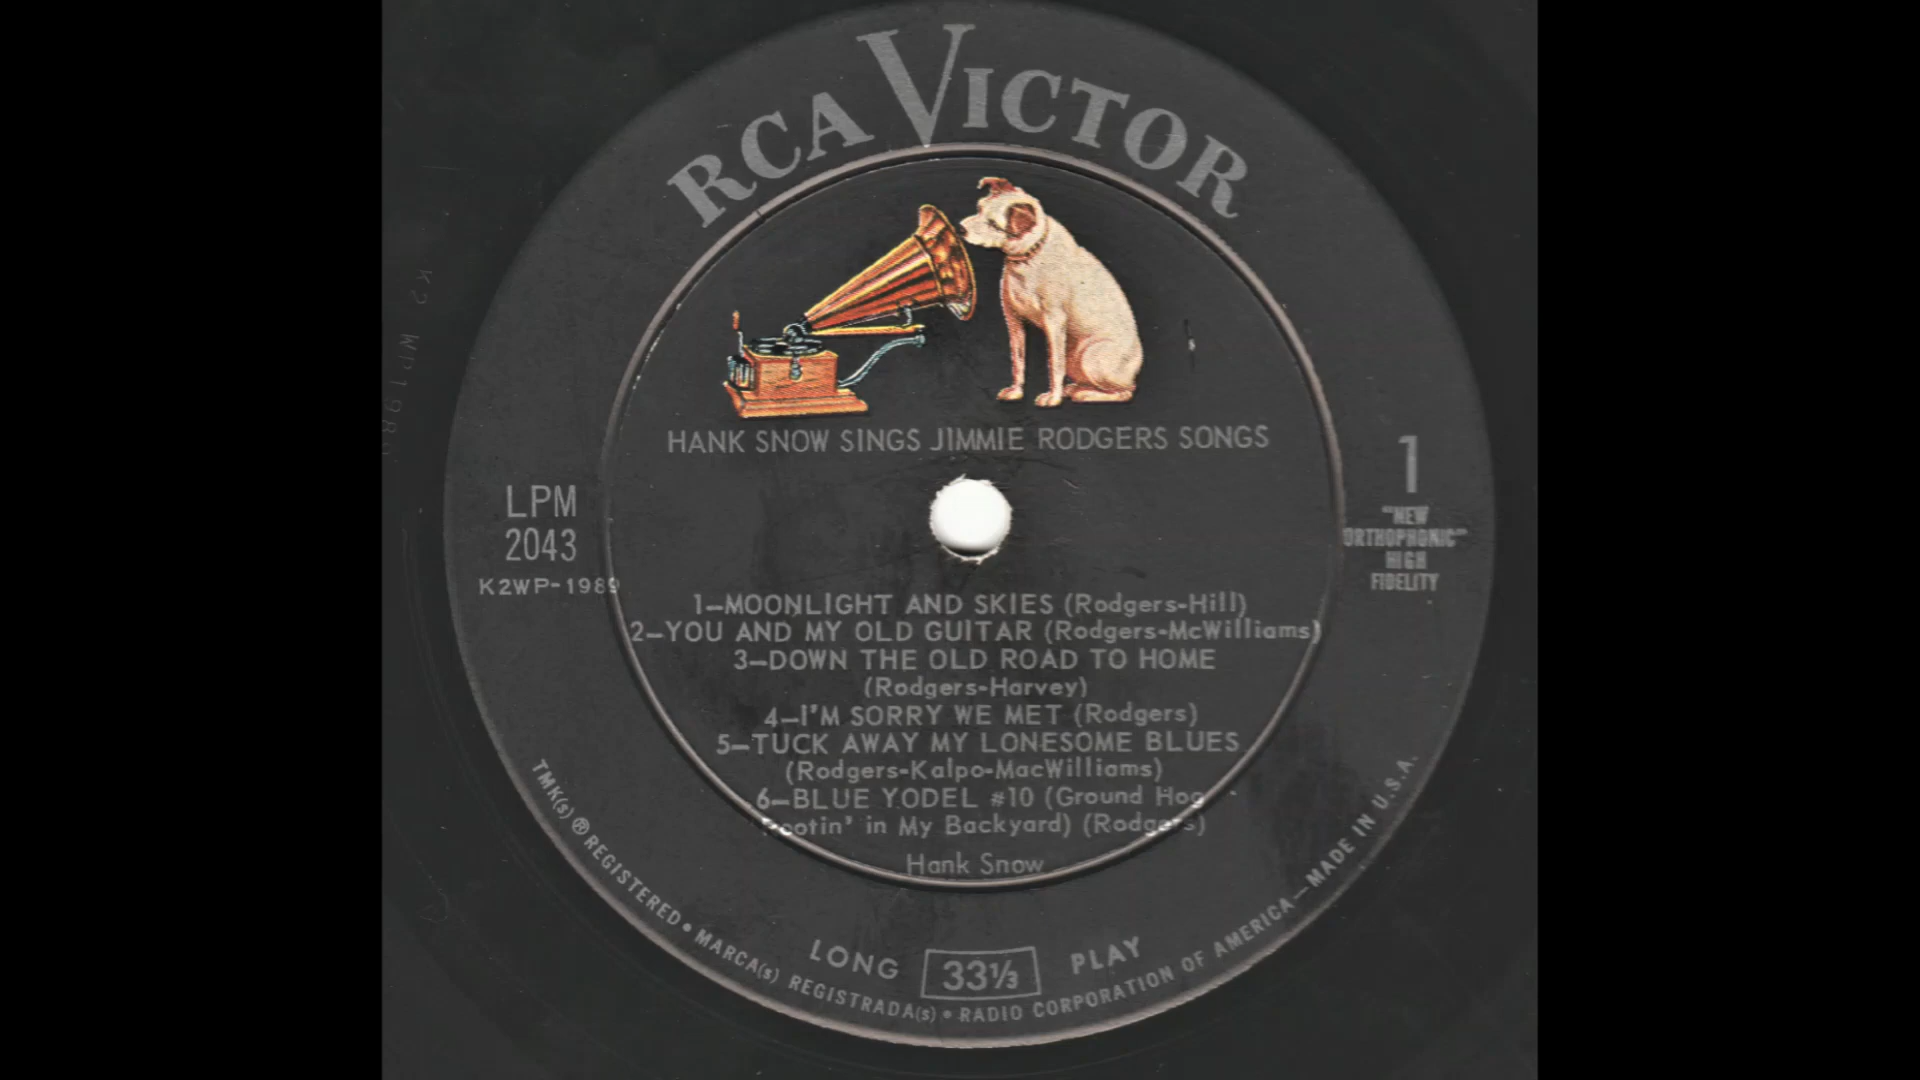 RCA VICTOR
HANK SNOW SINGS JIMMIE RODGERS SONGS
LPM
2043
K2WP-1989
1
"NEW
ORTHOPHONIC"
HIGH
FIDELITY
1—MOONLIGHT AND SKIES (Rodgers-Hill)
2—YOU AND MY OLD GUITAR (Rodgers-McWilliams)
3—DOWN THE OLD ROAD TO HOME
(Rodgers-Harvey)
4—I'M SORRY WE MET (Rodgers)
5—TUCK AWAY MY LONESOME BLUES
(Rodgers-Kalpo-MacWilliams)
6—BLUE YODEL #10 (Ground Hog
Rootin' in My Backyard) (Rodgers)
Hank Snow
LONG 33⅓ PLAY
TMK(s) ® REGISTERED • MARCA(s) REGISTRADA(s) • RADIO CORPORATION OF AMERICA—MADE IN U.S.A.